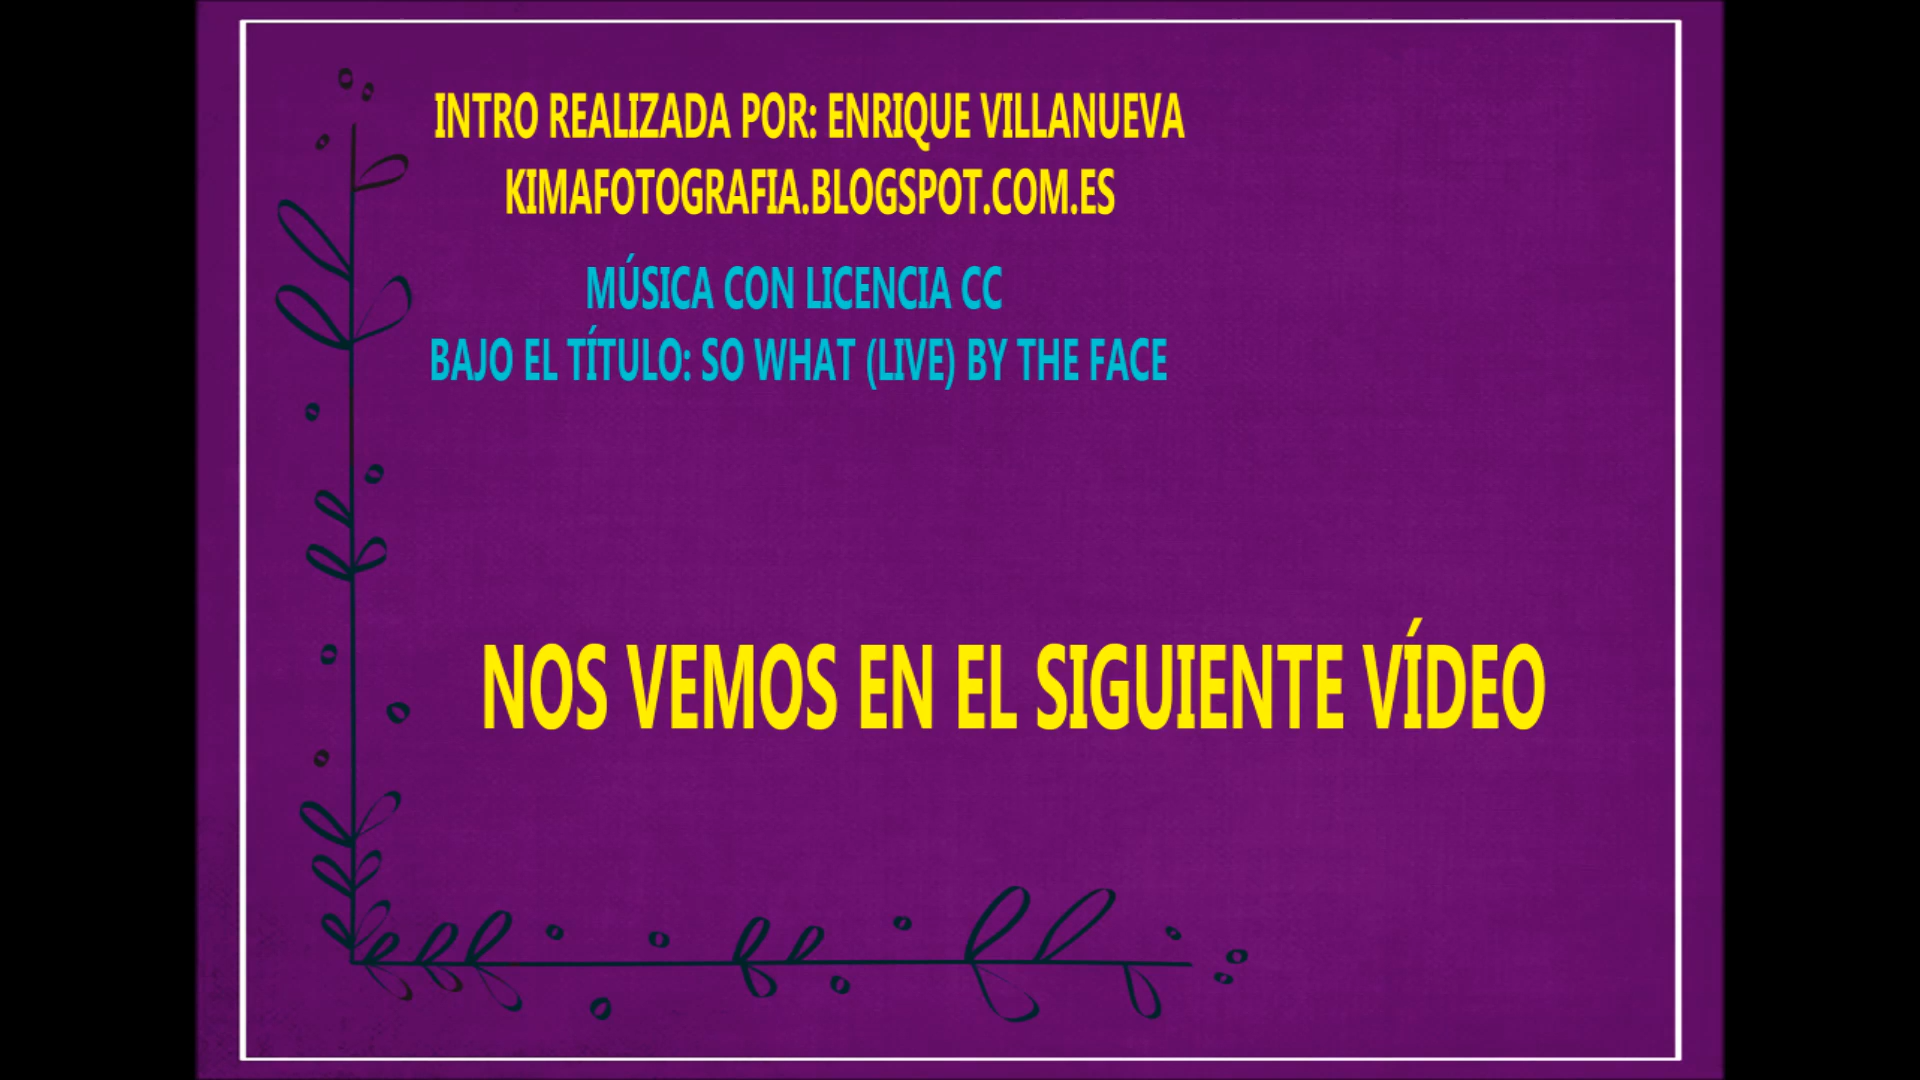 INTRO REALIZADA POR: ENRIQUE VILLANUEVA
KIMAFOTOGRAFIA.BLOGSPOT.COM.ES
MÚSICA CON LICENCIA CC
BAJO EL TÍTULO: SO WHAT (LIVE) BY THE FACE
NOS VEMOS EN EL SIGUIENTE VÍDEO